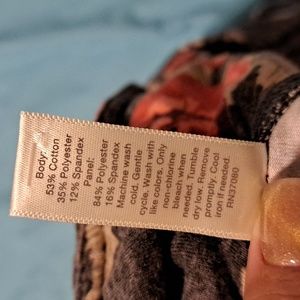 Body:
53% Cotton
35% Polyester
12% Spandex
Panel:
84% Polyester
16% Spandex
Machine wash
cold. Gentle
cycle. Wash with
like colors. Only
non-chlorine
bleach when
needed. Tumble
dry low. Remove
promptly. Cool
iron if needed.
RN37080